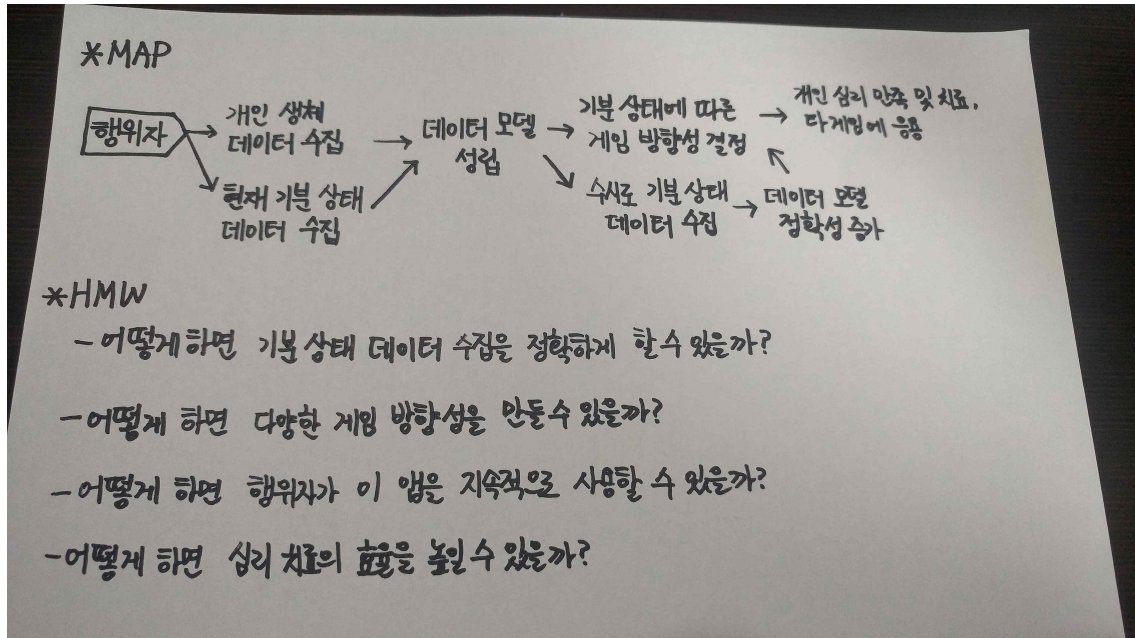 *MAP
행위자
개인 생체
데이터 수집
현재 기분 상태
데이터 수집
데이터 모델
성립
기분 상태에 따른
게임 방향성 결정
수시로 기분 상태
데이터 수집
데이터 모델
정확성 증가
개인 심리 만족 및 치료,
타게임에 응용
*HMW
- 어떻게 하면 기분 상태 데이터 수집을 정확하게 할 수 있을까?
- 어떻게 하면 다양한 게임 방향성을 만들 수 있을까?
- 어떻게 하면 행위자가 이 앱을 지속적으로 사용할 수 있을까?
- 어떻게 하면 심리 치료의 효율을 높일 수 있을까?